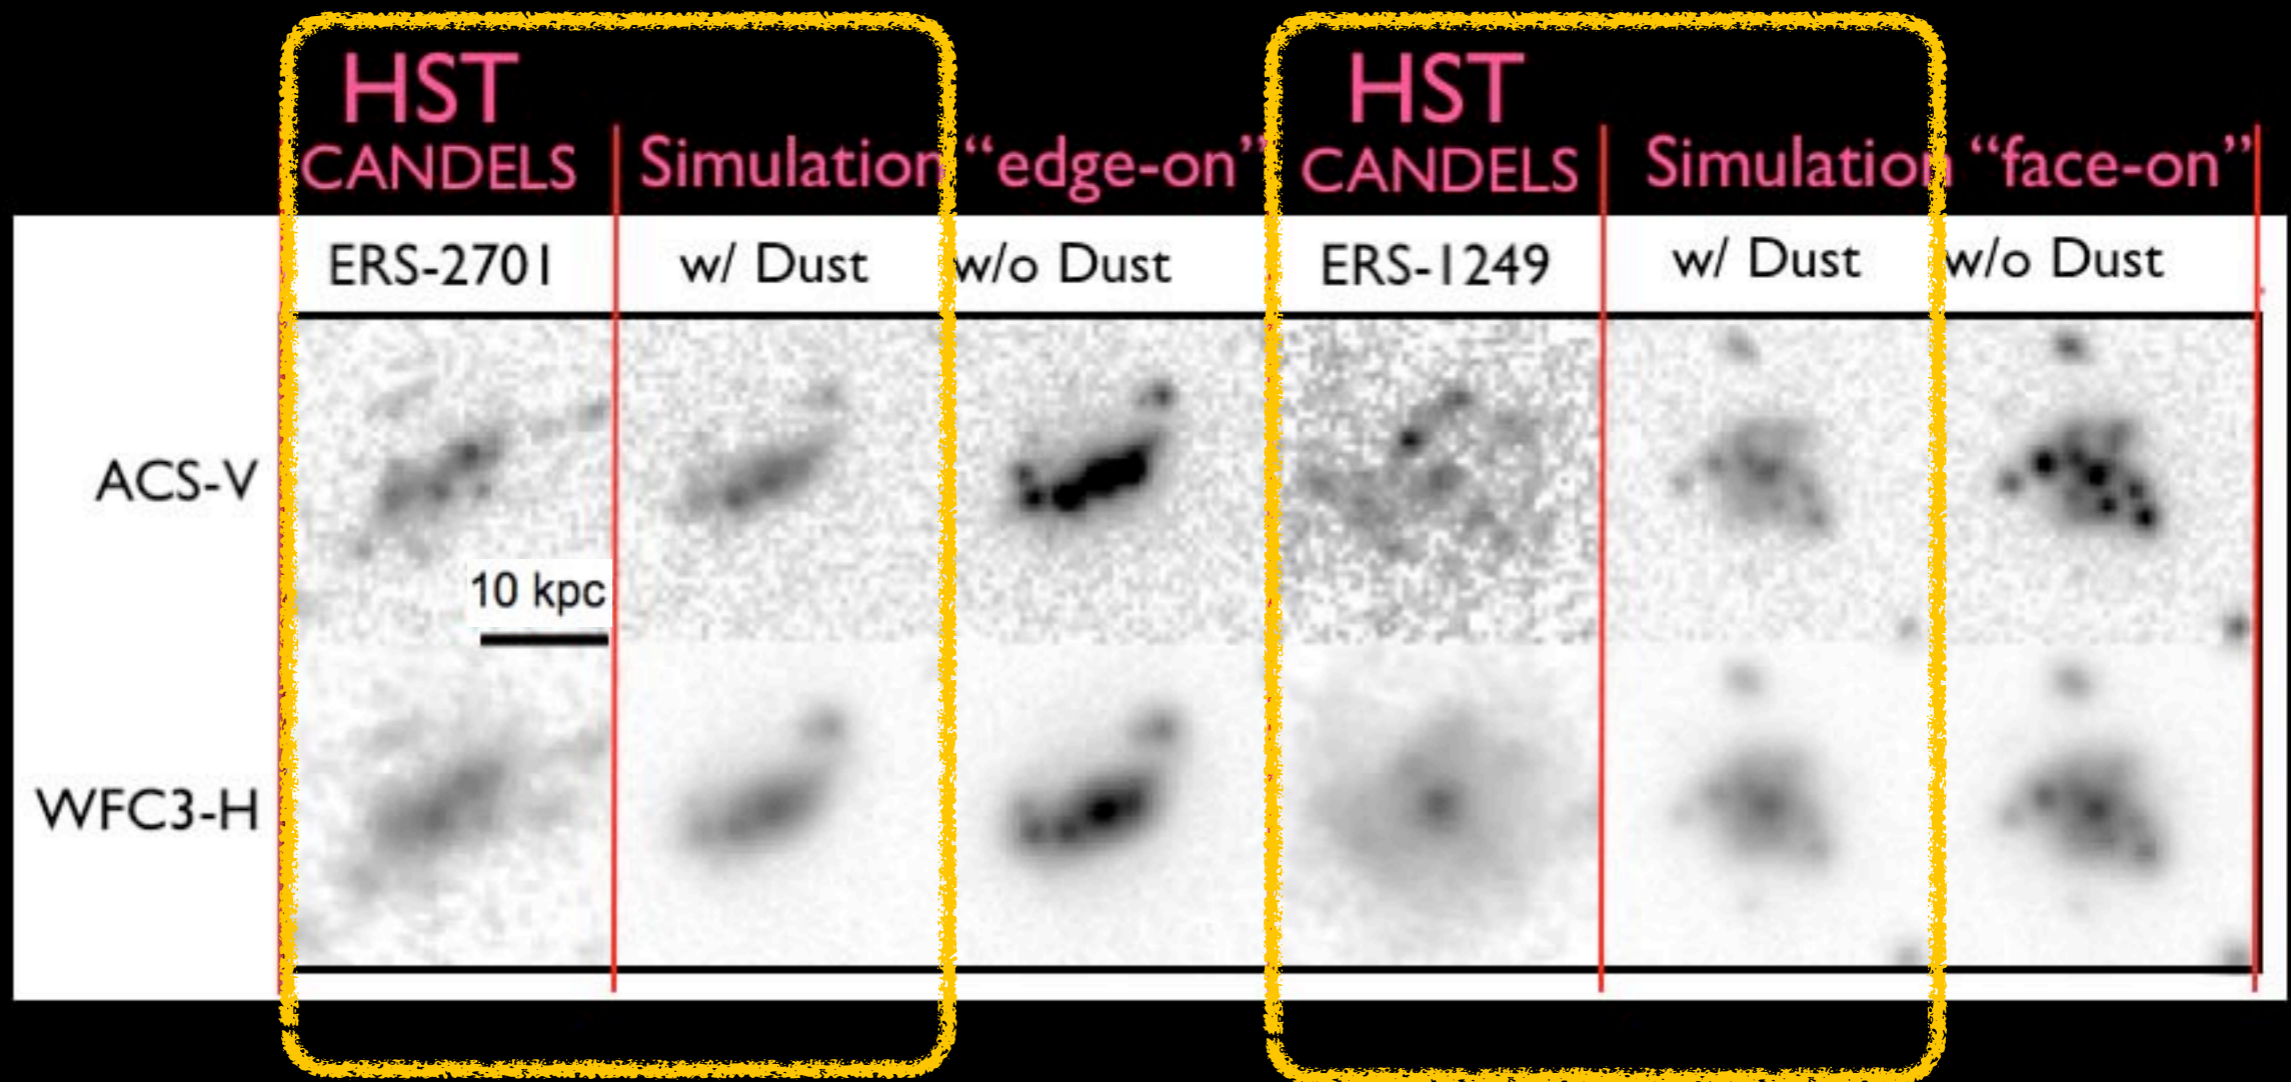 HST
CANDELS
Simulation “edge-on”
HST
CANDELS
Simulation “face-on”
ERS-2701
w/ Dust
w/o Dust
ERS-1249
w/ Dust
w/o Dust
ACS-V
10 kpc
WFC3-H